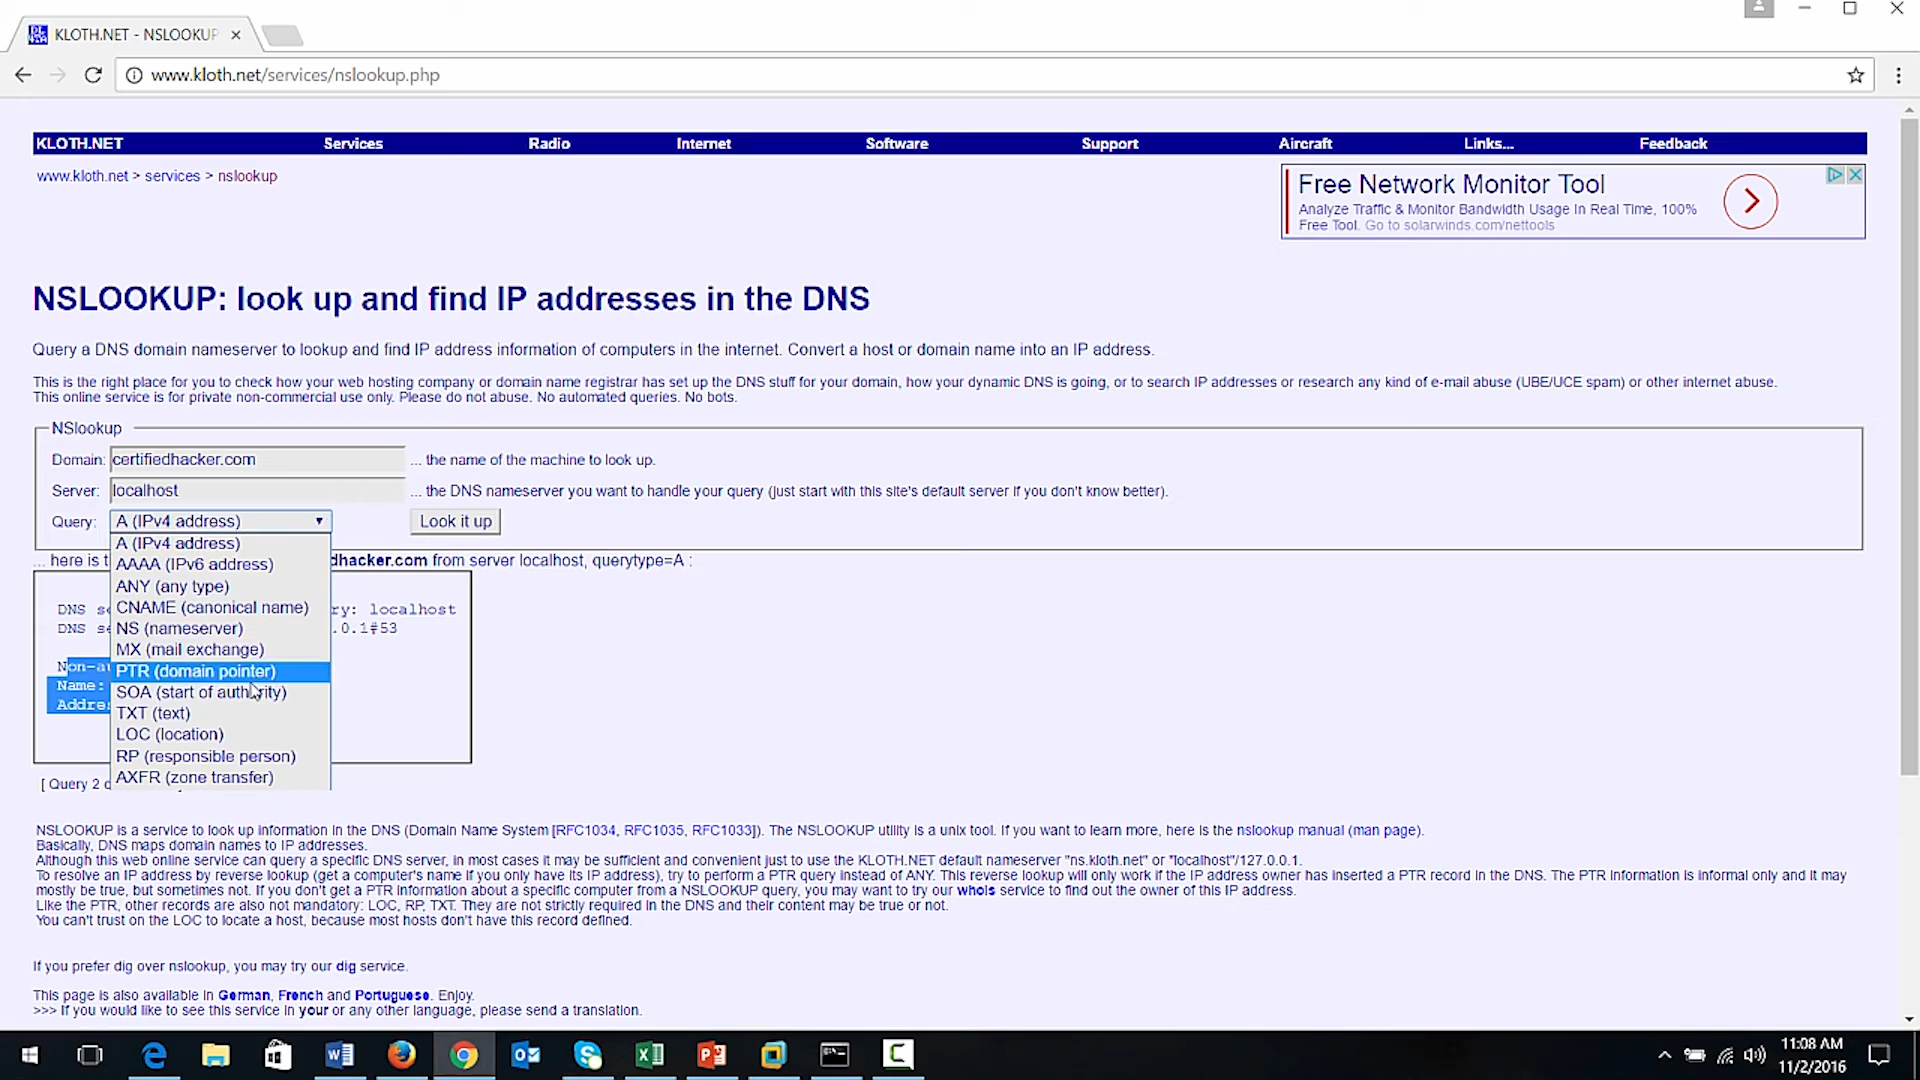 KLOTH.NET - NSLOOKUP
www.kloth.net/services/nslookup.php
KLOTH.NET Services Radio Internet Software Support Aircraft Links... Feedback
www.kloth.net > services > nslookup
Free Network Monitor Tool
Analyze Traffic & Monitor Bandwidth Usage In Real Time, 100%
Free Tool. Go to solarwinds.com/nettools
NSLOOKUP: look up and find IP addresses in the DNS
Query a DNS domain nameserver to lookup and find IP address information of computers in the internet. Convert a host or domain name into an IP address.
This is the right place for you to check how your web hosting company or domain name registrar has set up the DNS stuff for your domain, how your dynamic DNS is going, or to search IP addresses or research any kind of e-mail abuse (UBE/UCE spam) or other internet abuse.
This online service is for private non-commercial use only. Please do not abuse. No automated queries. No bots.
NSlookup
Domain: certifiedhacker.com ... the name of the machine to look up.
Server: localhost ... the DNS nameserver you want to handle your query (just start with this site's default server if you don't know better).
Query: A (IPv4 address) Look it up
A (IPv4 address)
... here is t dhacker.com from server localhost, querytype=A :
AAAA (IPv6 address)
ANY (any type)
CNAME (canonical name)
DNS se ry: localhost
NS (nameserver)
DNS se .0.1#53
MX (mail exchange)
Non-au
PTR (domain pointer)
Name:
SOA (start of authority)
Addres
TXT (text)
LOC (location)
RP (responsible person)
AXFR (zone transfer)
[ Query 2 o
NSLOOKUP is a service to look up information in the DNS (Domain Name System [RFC1034, RFC1035, RFC1033]). The NSLOOKUP utility is a unix tool. If you want to learn more, here is the nslookup manual (man page).
Basically, DNS maps domain names to IP addresses.
Although this web online service can query a specific DNS server, in most cases it may be sufficient and convenient just to use the KLOTH.NET default nameserver "ns.kloth.net" or "localhost"/127.0.0.1.
To resolve an IP address by reverse lookup (get a computer's name if you only have its IP address), try to perform a PTR query instead of ANY. This reverse lookup will only work if the IP address owner has inserted a PTR record in the DNS. The PTR information is informal only and it may
mostly be true, but sometimes not. If you don't get a PTR information about a specific computer from a NSLOOKUP query, you may want to try our whois service to find out the owner of this IP address.
Like the PTR, other records are also not mandatory: LOC, RP, TXT. They are not strictly required in the DNS and their content may be true or not.
You can't trust on the LOC to locate a host, because most hosts don't have this record defined.
If you prefer dig over nslookup, you may try our dig service.
This page is also available in German, French and Portuguese. Enjoy.
>>> If you would like to see this service in your or any other language, please send a translation.
11:08 AM
11/2/2016